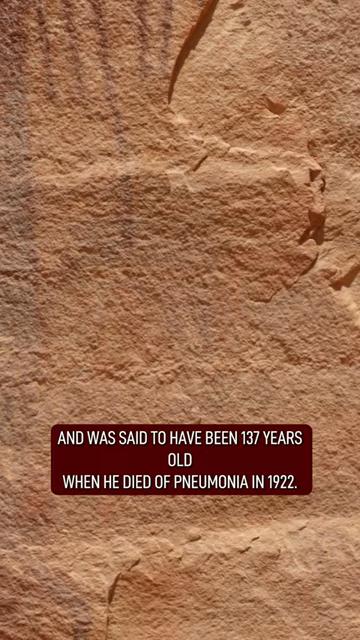 AND WAS SAID TO HAVE BEEN 137 YEARS
OLD
WHEN HE DIED OF PNEUMONIA IN 1922.